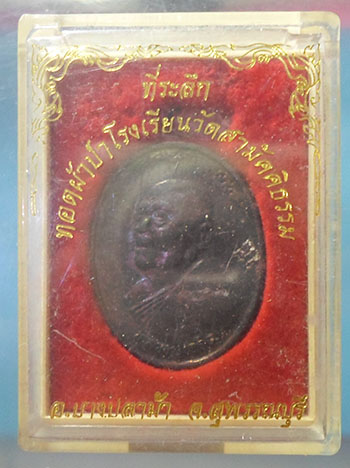 ที่ระลึก
ทอดผ้าป่าโรงเรียนวัดสามัคคีธรรม
อ.บางปลาม้า จ.สุพรรณบุรี